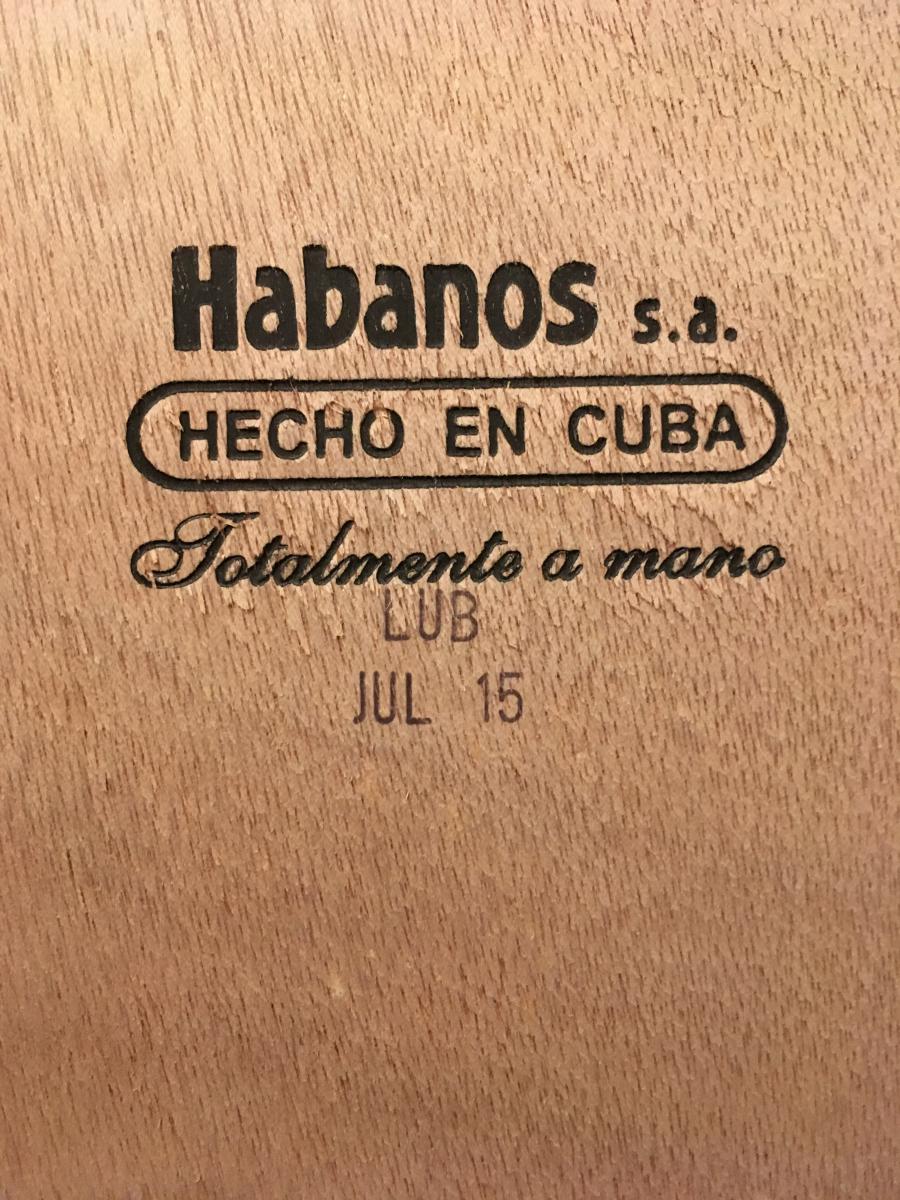 Habanos s.a.
HECHO EN CUBA
Totalmente a mano
LUB
JUL 15